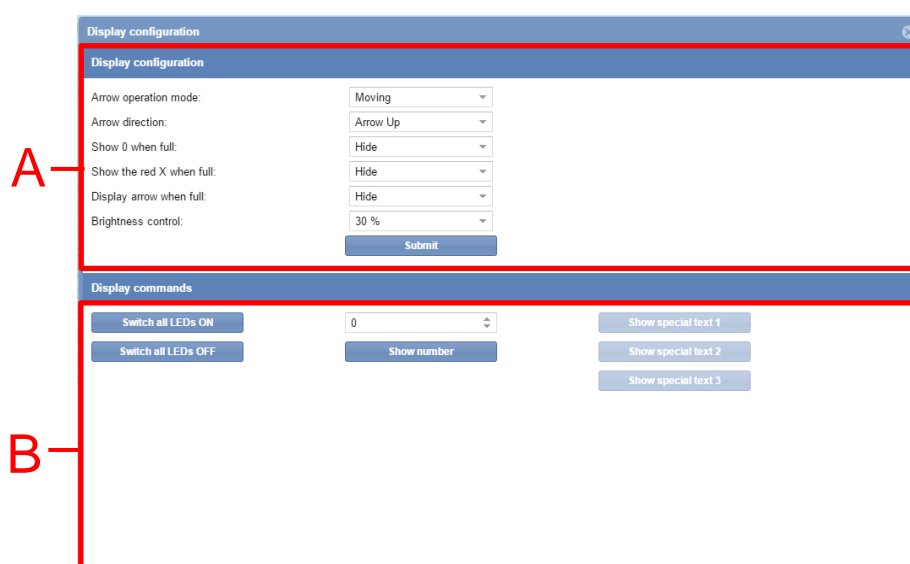 Display configuration
Display configuration
Arrow operation mode: Moving
Arrow direction: Arrow Up
Show 0 when full: Hide
A
Show the red X when full: Hide
Display arrow when full: Hide
Brightness control: 30 %
Submit
Display commands
Switch all LEDs ON 0 Show special text 1
Switch all LEDs OFF Show number Show special text 2
Show special text 3
B